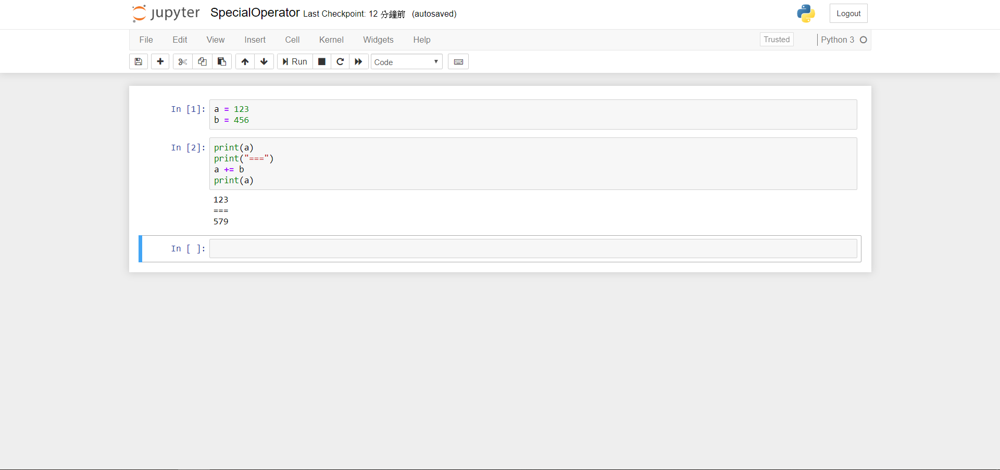 jupyter SpecialOperator Last Checkpoint: 12 分鐘前 (autosaved)
Logout
File Edit View Insert Cell Kernel Widgets Help
Trusted
Python 3
Run
Code
In [1]:
a = 123
b = 456
In [2]:
print(a)
print("===")
a += b
print(a)
123
===
579
In [ ]: